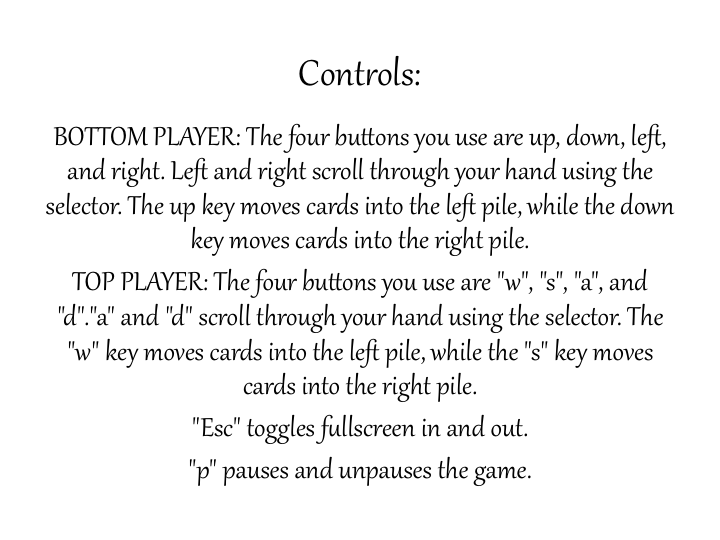 Controls:
BOTTOM PLAYER: The four buttons you use are up, down, left,
and right. Left and right scroll through your hand using the
selector. The up key moves cards into the left pile, while the down
key moves cards into the right pile.
TOP PLAYER: The four buttons you use are "w", "s", "a", and
"d"."a" and "d" scroll through your hand using the selector. The
"w" key moves cards into the left pile, while the "s" key moves
cards into the right pile.
"Esc" toggles fullscreen in and out.
"p" pauses and unpauses the game.